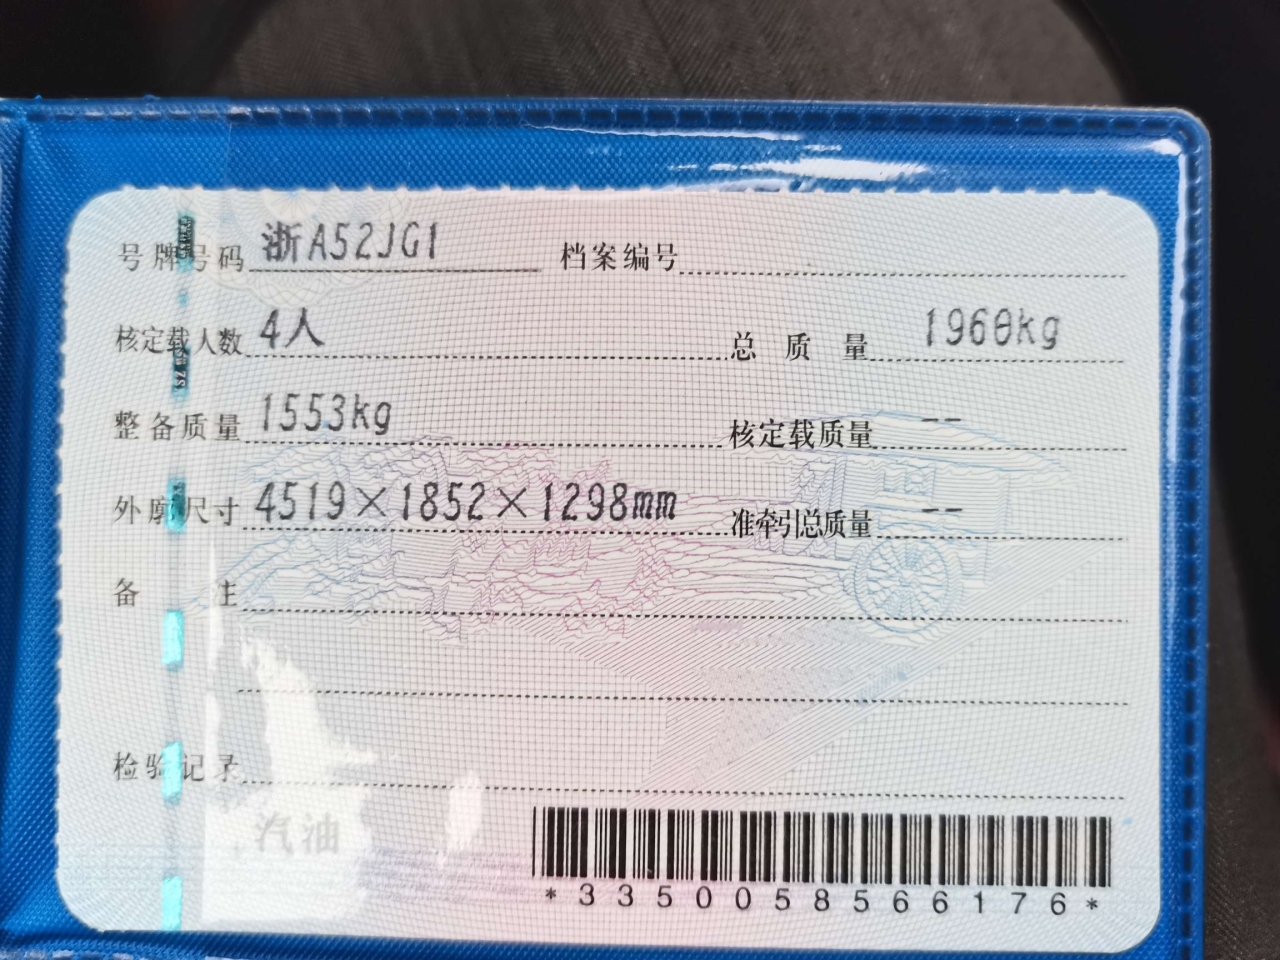 号牌号码 浙A52JG1 档案编号
核定载人数 4人 总质量 1960kg
整备质量 1553kg 核定载质量 --
外廓尺寸 4519×1852×1298mm 准牵引总质量 --
备注
检验记录
汽油
*3350058566176*